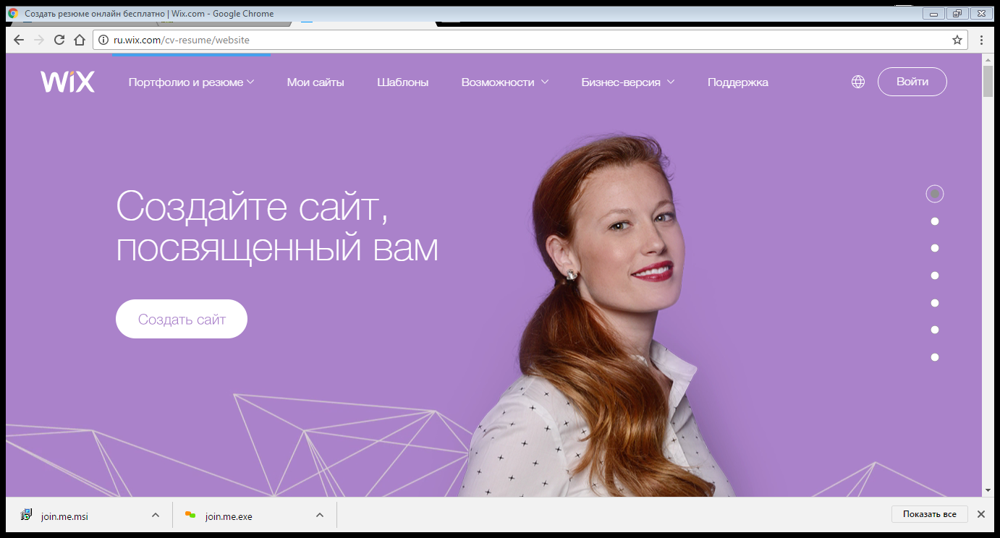 Создать резюме онлайн бесплатно | Wix.com - Google Chrome
ru.wix.com/cv-resume/website
WiX
Портфолио и резюме
Мои сайты
Шаблоны
Возможности
Бизнес-версия
Поддержка
Войти
Создайте сайт,
посвященный вам
Создать сайт
join.me.msi
join.me.exe
Показать все